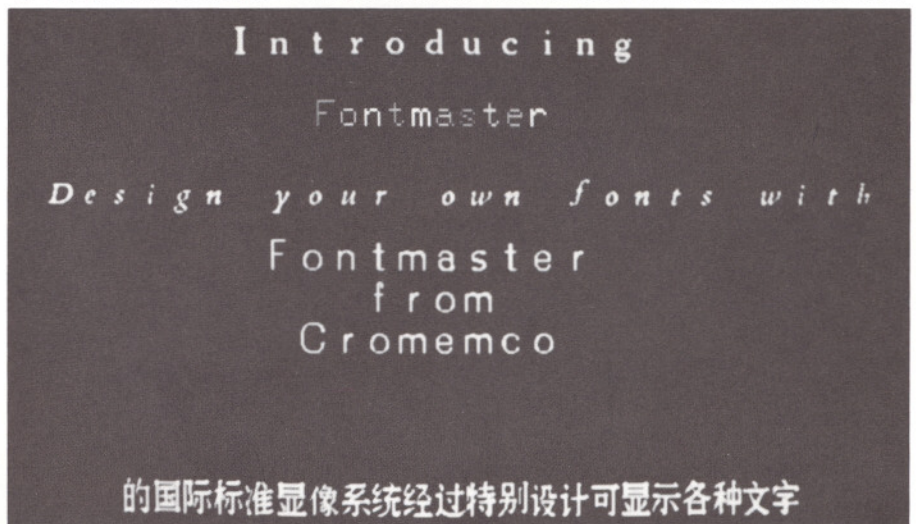 Introducing
Fontmaster
Design your own fonts with
Fontmaster
from
Cromemco
的国际标准显像系统经过特别设计可显示各种文字